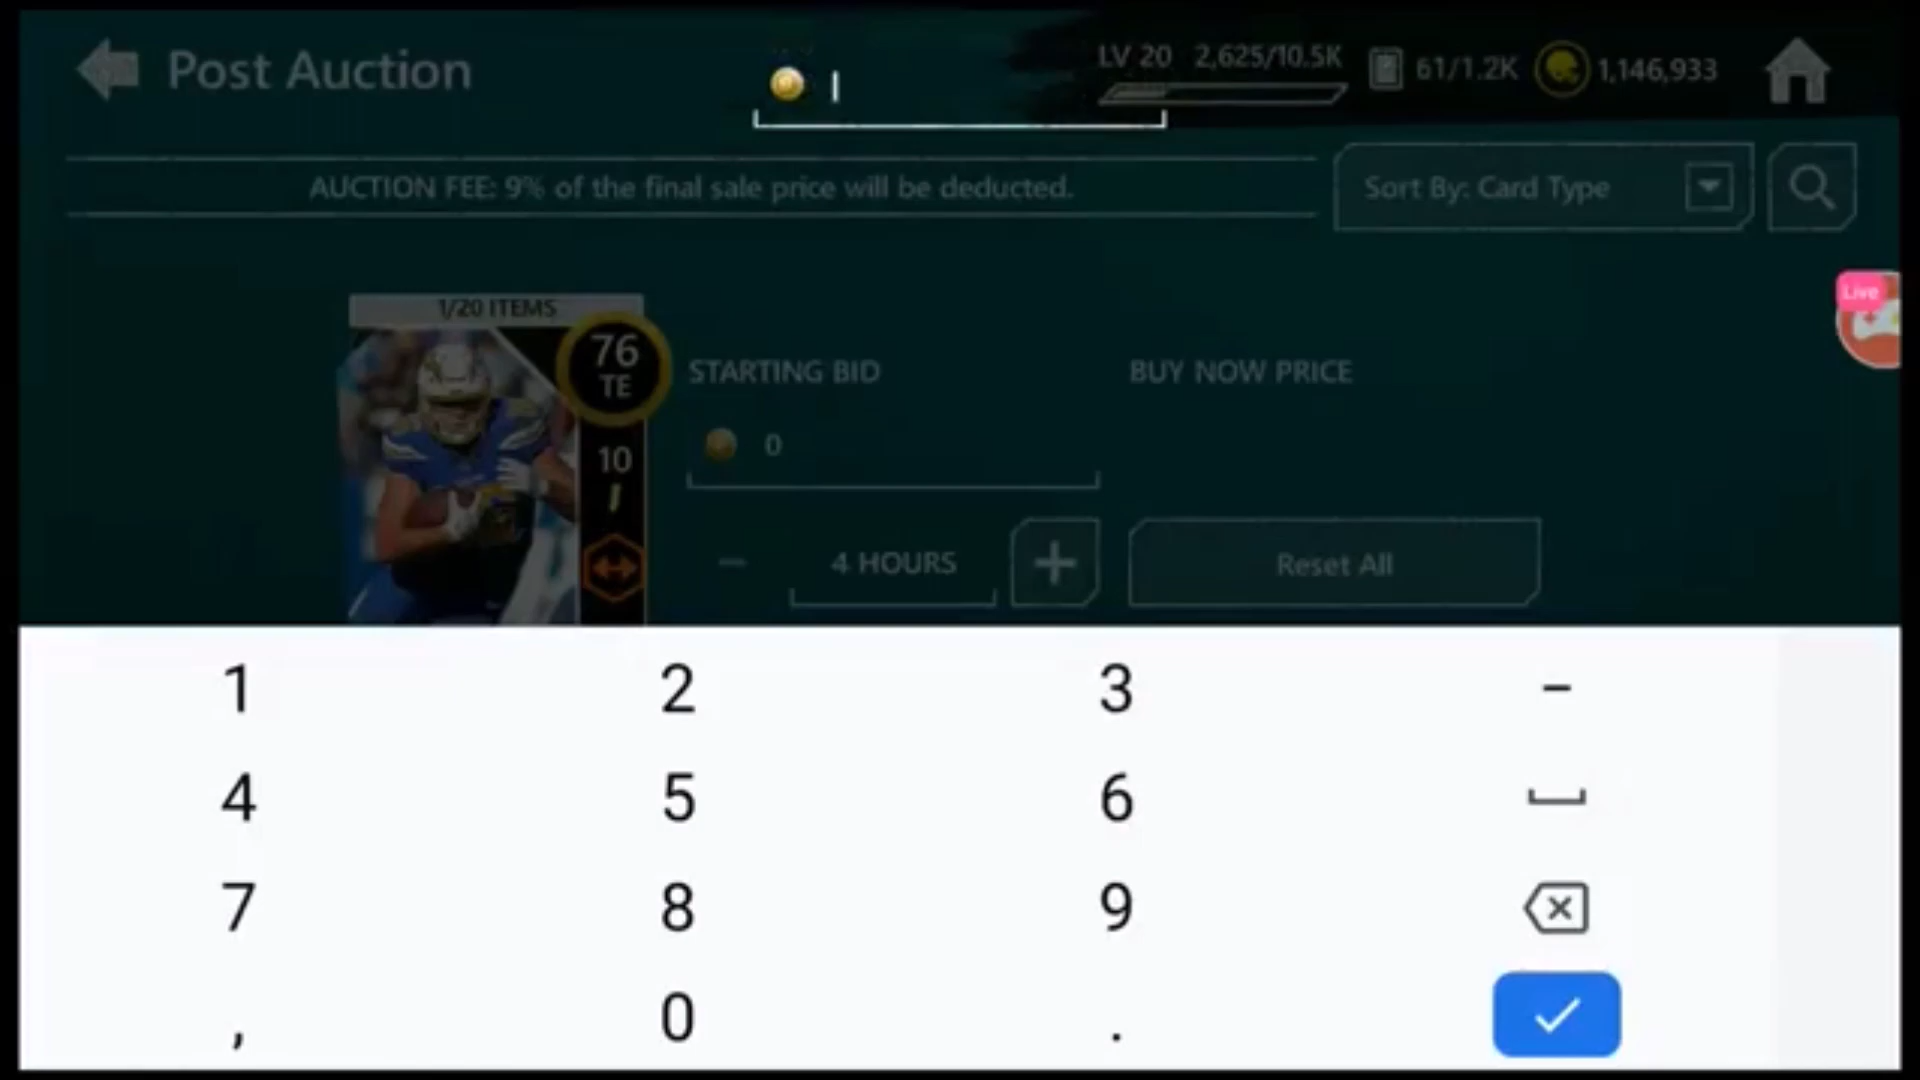 Post Auction
LV 20 2,625/10.5K 61/1.2K 1,146,933
AUCTION FEE: 9% of the final sale price will be deducted.
Sort By: Card Type
Live
1/20 ITEMS
76
TE
10
STARTING BID
BUY NOW PRICE
0
4 HOURS
Reset All
1 2 3 -
4 5 6
7 8 9
, 0 .